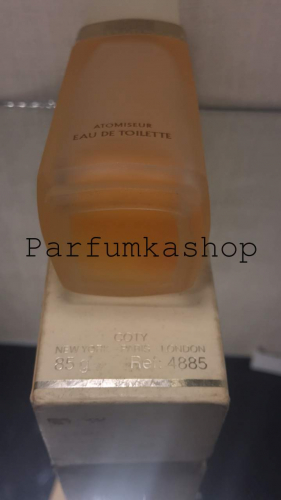 ATOMISEUR
EAU DE TOILETTE
Parfumkashop
COTY
NEW YORK PARIS LONDON
85 g Ref. 4885